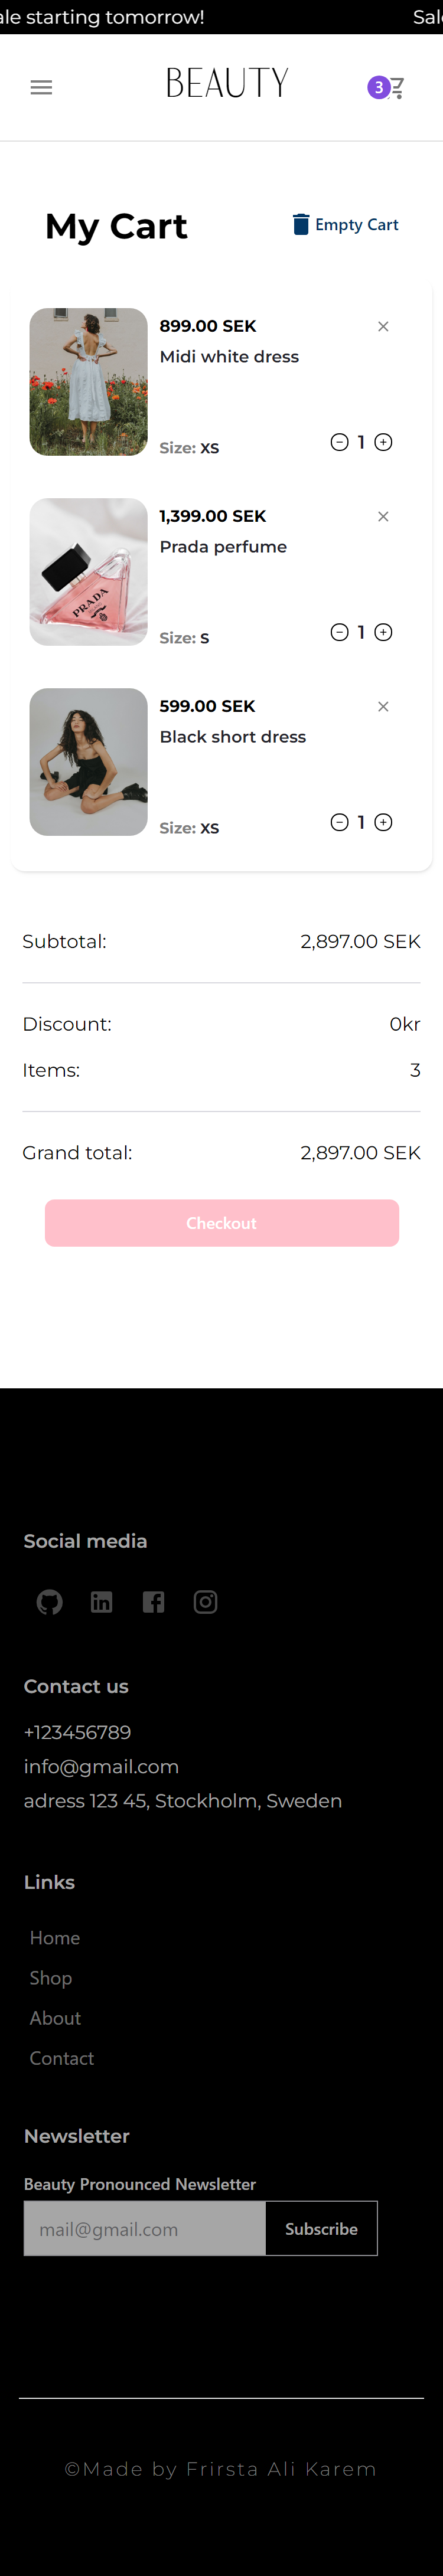 ale starting tomorrow! Sal
BEAUTY
3
My Cart
Empty Cart
899.00 SEK
Midi white dress
Size: XS
1
1,399.00 SEK
Prada perfume
PRADA
Size: S
1
599.00 SEK
Black short dress
Size: XS
1
Subtotal: 2,897.00 SEK
Discount: 0kr
Items: 3
Grand total: 2,897.00 SEK
Checkout
Social media
Contact us
+123456789
info@gmail.com
adress 123 45, Stockholm, Sweden
Links
Home
Shop
About
Contact
Newsletter
Beauty Pronounced Newsletter
mail@gmail.com Subscribe
©Made by Frirsta Ali Karem